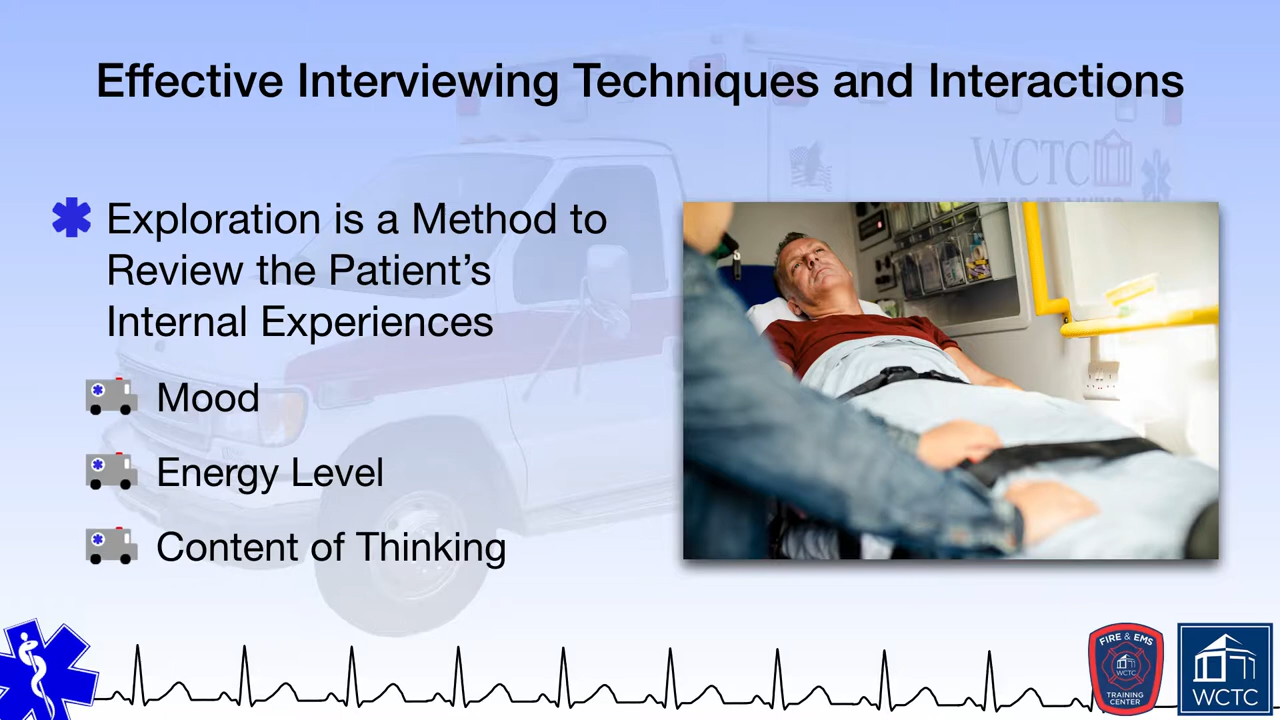 Effective Interviewing Techniques and Interactions
WCTC
Exploration is a Method to
Review the Patient’s
Internal Experiences
Mood
Energy Level
Content of Thinking
FIRE & EMS
WCTC
TRAINING
CENTER
WCTC